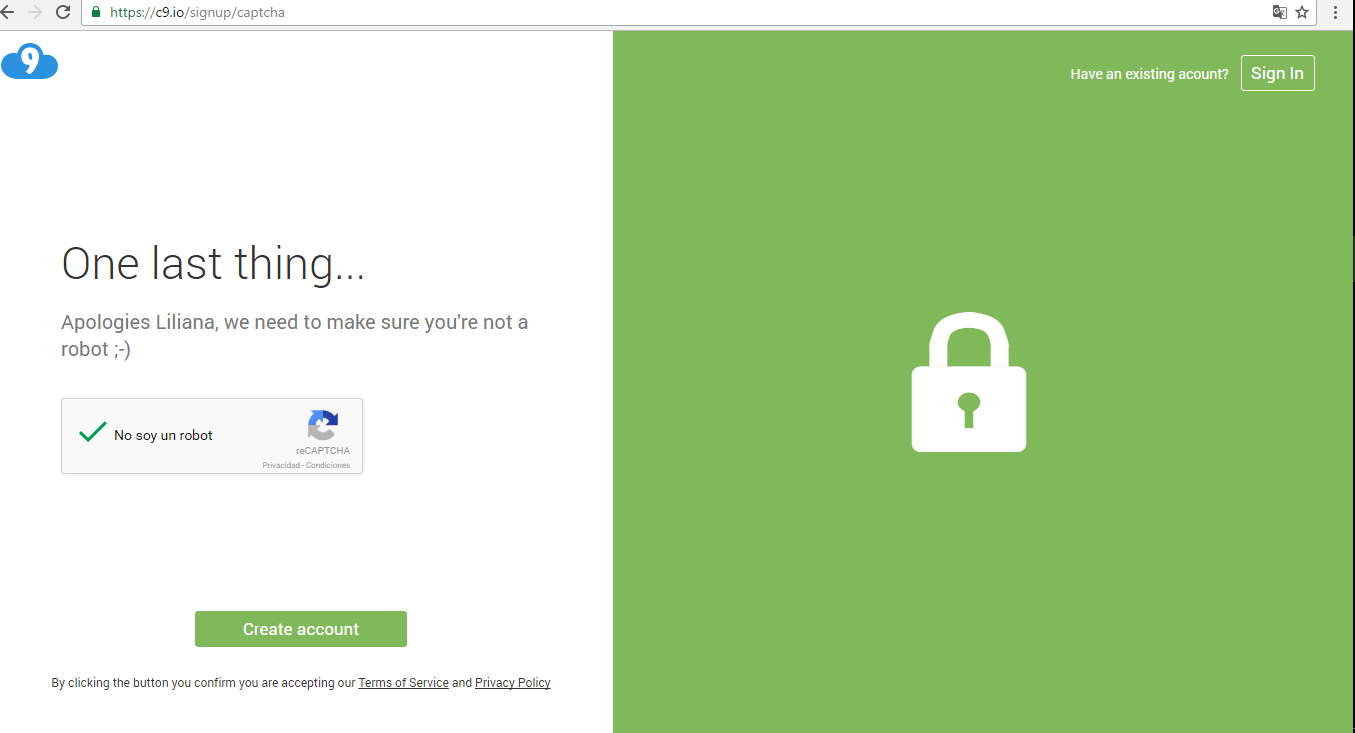 https://c9.io/signup/captcha
9
Have an existing acount?
Sign In
One last thing...
Apologies Liliana, we need to make sure you're not a
robot ;-)
No soy un robot
reCAPTCHA
Privacidad - Condiciones
Create account
By clicking the button you confirm you are accepting our Terms of Service and Privacy Policy